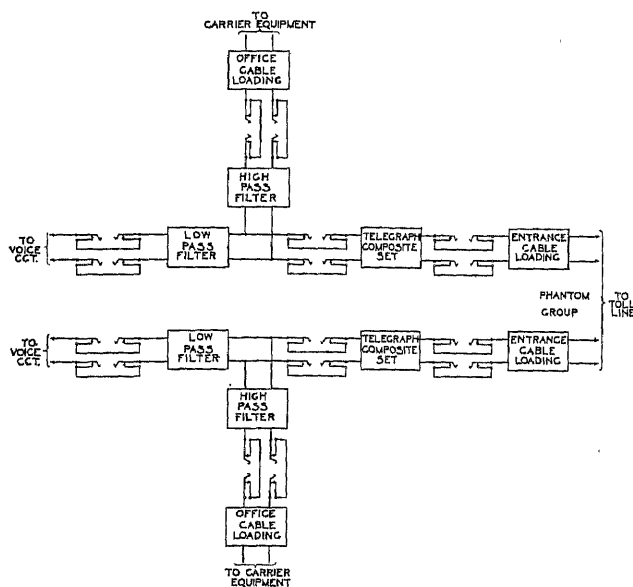 TO
CARRIER EQUIPMENT
OFFICE
CABLE
LOADING
HIGH
PASS
FILTER
TO
VOICE
CCT.
LOW
PASS
FILTER
TELEGRAPH
COMPOSITE
SET
ENTRANCE
CABLE
LOADING
PHANTOM
GROUP
TO
TOLL
LINE
TO
VOICE
CCT.
LOW
PASS
FILTER
TELEGRAPH
COMPOSITE
SET
ENTRANCE
CABLE
LOADING
HIGH
PASS
FILTER
OFFICE
CABLE
LOADING
TO CARRIER
EQUIPMENT